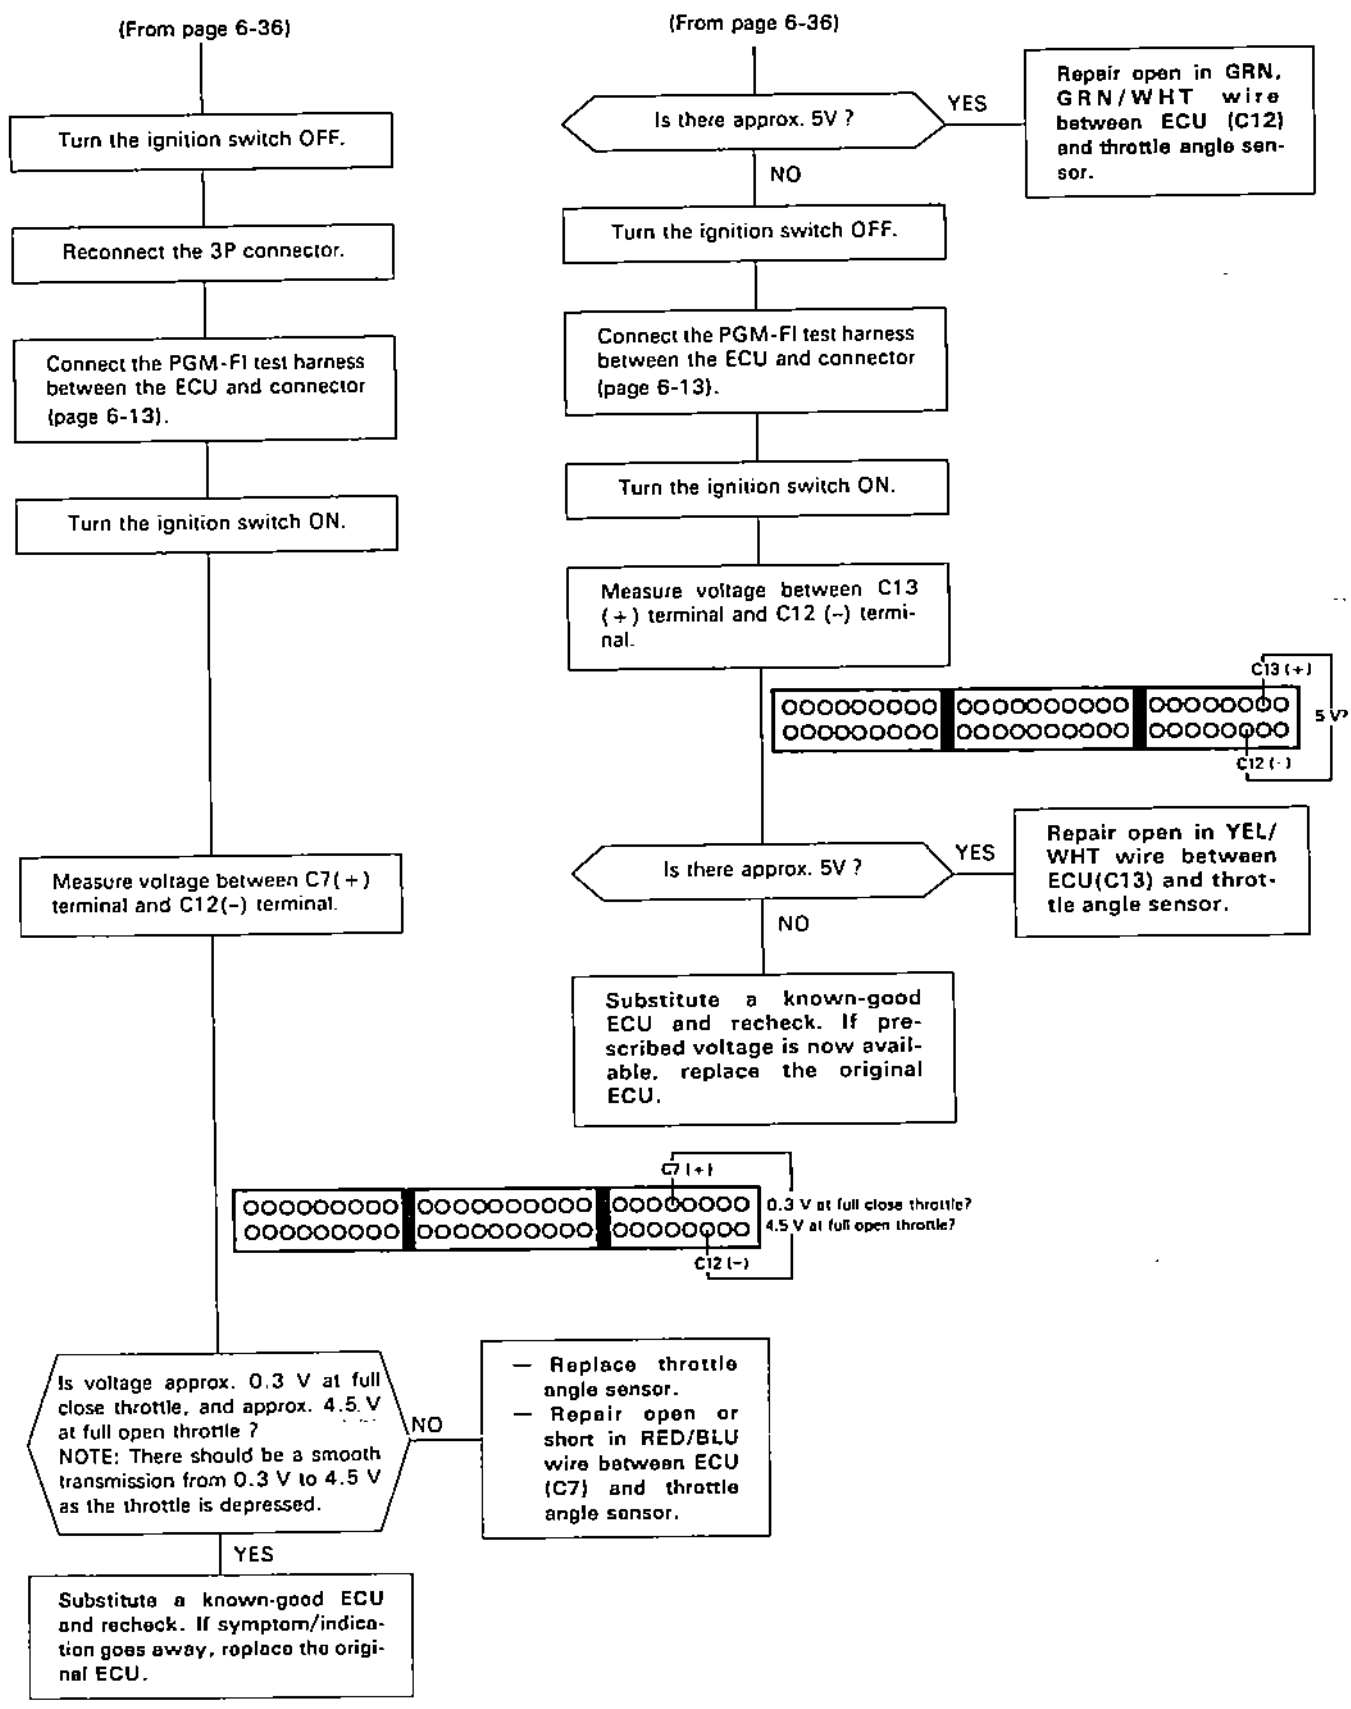 (From page 6-36)
Turn the ignition switch OFF.
Reconnect the 3P connector.
Connect the PGM-FI test harness
between the ECU and connector
(page 6-13).
Turn the ignition switch ON.
Measure voltage between C7(+)
terminal and C12(-) terminal.
C7 (+)
0.3 V at full close throttle?
4.5 V at full open throttle?
C12 (-)
Is voltage approx. 0.3 V at full
close throttle, and approx. 4.5 V
at full open throttle ?
NOTE: There should be a smooth
transmission from 0.3 V to 4.5 V
as the throttle is depressed.
NO
— Replace throttle
angle sensor.
— Repair open or
short in RED/BLU
wire between ECU
(C7) and throttle
angle sensor.
YES
Substitute a known-good ECU
and recheck. If symptom/indica-
tion goes away, replace the origi-
nal ECU.
(From page 6-36)
Is there approx. 5V ?
YES
Repair open in GRN,
GRN/WHT wire
between ECU (C12)
and throttle angle sen-
sor.
NO
Turn the ignition switch OFF.
Connect the PGM-FI test harness
between the ECU and connector
(page 6-13).
Turn the ignition switch ON.
Measure voltage between C13
(+) terminal and C12 (-) termi-
nal.
C13 (+)
5 V?
C12 (-)
Is there approx. 5V ?
YES
Repair open in YEL/
WHT wire between
ECU(C13) and throt-
tle angle sensor.
NO
Substitute a known-good
ECU and recheck. If pre-
scribed voltage is now avail-
able, replace the original
ECU.